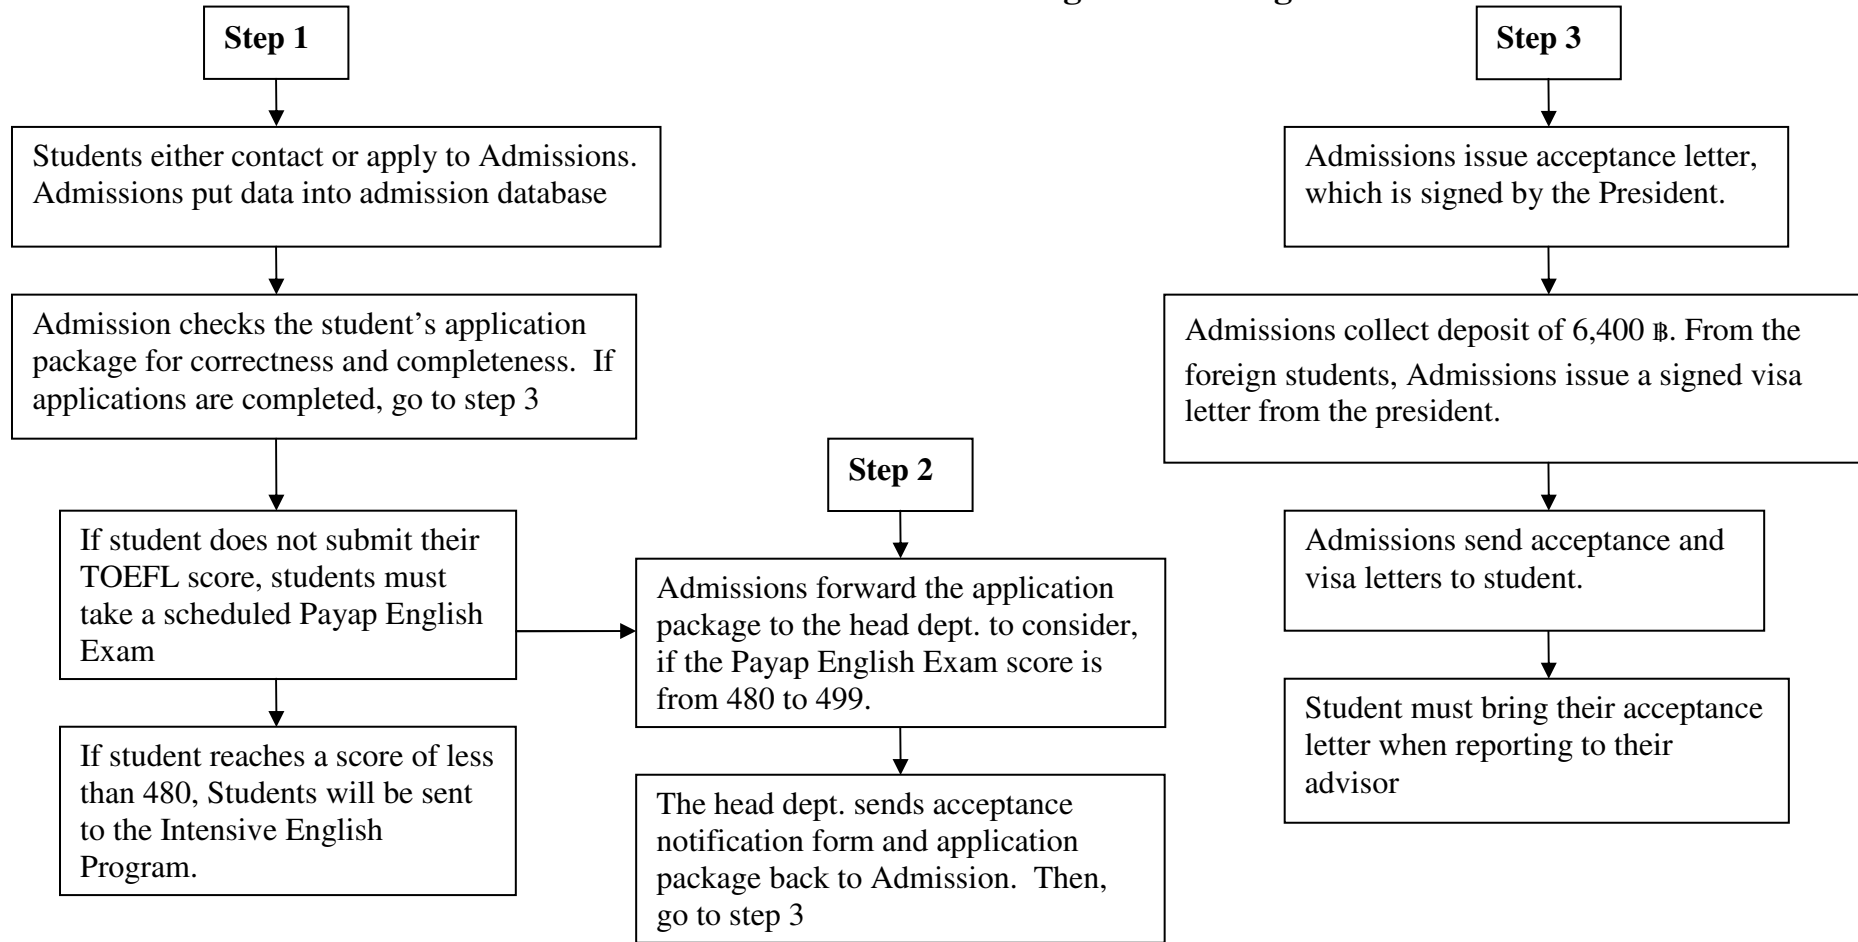 Step 1
Students either contact or apply to Admissions.
Admissions put data into admission database
Admission checks the student’s application
package for correctness and completeness.  If
applications are completed, go to step 3
If student does not submit their
TOEFL score, students must
take a scheduled Payap English
Exam
If student reaches a score of less
than 480, Students will be sent
to the Intensive English
Program.
Step 2
Admissions forward the application
package to the head dept. to consider,
if the Payap English Exam score is
from 480 to 499.
The head dept. sends acceptance
notification form and application
package back to Admission.  Then,
go to step 3
Step 3
Admissions issue acceptance letter,
which is signed by the President.
Admissions collect deposit of 6,400 ฿. From the
foreign students, Admissions issue a signed visa
letter from the president.
Admissions send acceptance and
visa letters to student.
Student must bring their acceptance
letter when reporting to their
advisor